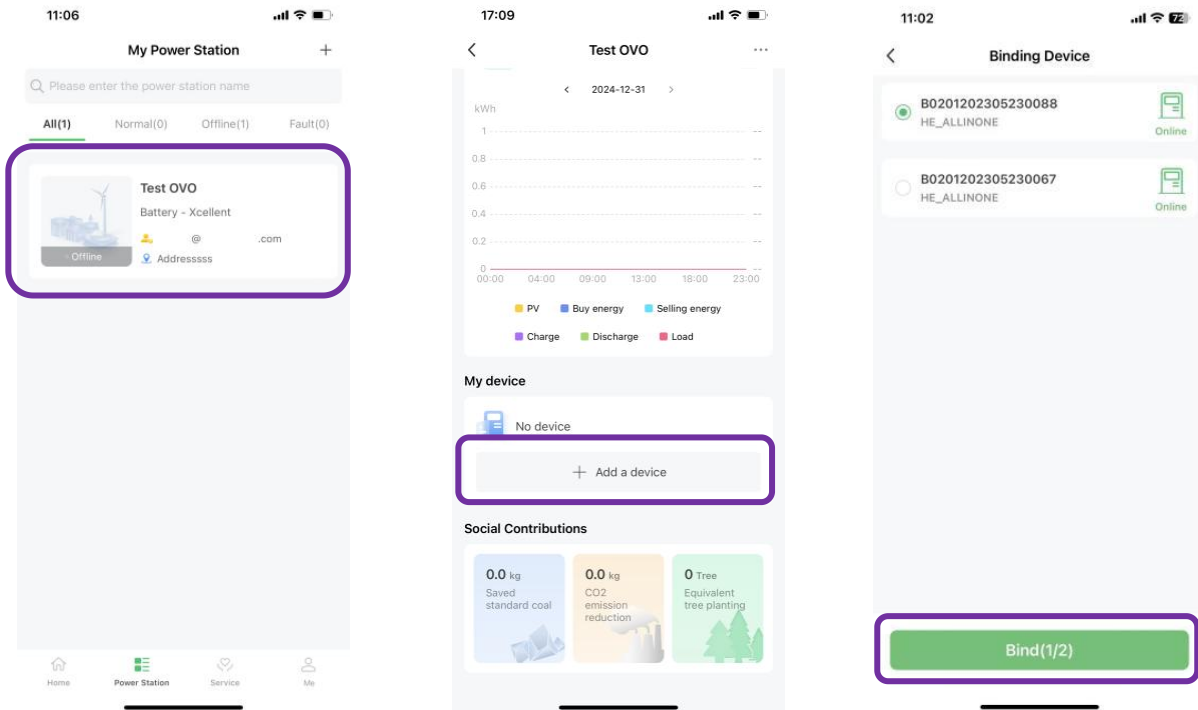 11:06
My Power Station
Please enter the power station name
All(1) Normal(0) Offline(1) Fault(0)
Test OVO
Battery - Xcellent
@ .com
Offline
Addresssss
Home Power Station Service Me
17:09
Test OVO
2024-12-31
kWh
1 --
0.8 --
0.6 --
0.4 --
0.2 --
0 --
00:00 04:00 09:00 13:00 18:00 23:00
PV Buy energy Selling energy
Charge Discharge Load
My device
No device
+ Add a device
Social Contributions
0.0 kg
Saved
standard coal
0.0 kg
CO2
emission
reduction
0 Tree
Equivalent
tree planting
11:02
72
Binding Device
B0201202305230088
HE_ALLINONE
Online
B0201202305230067
HE_ALLINONE
Online
Bind(1/2)